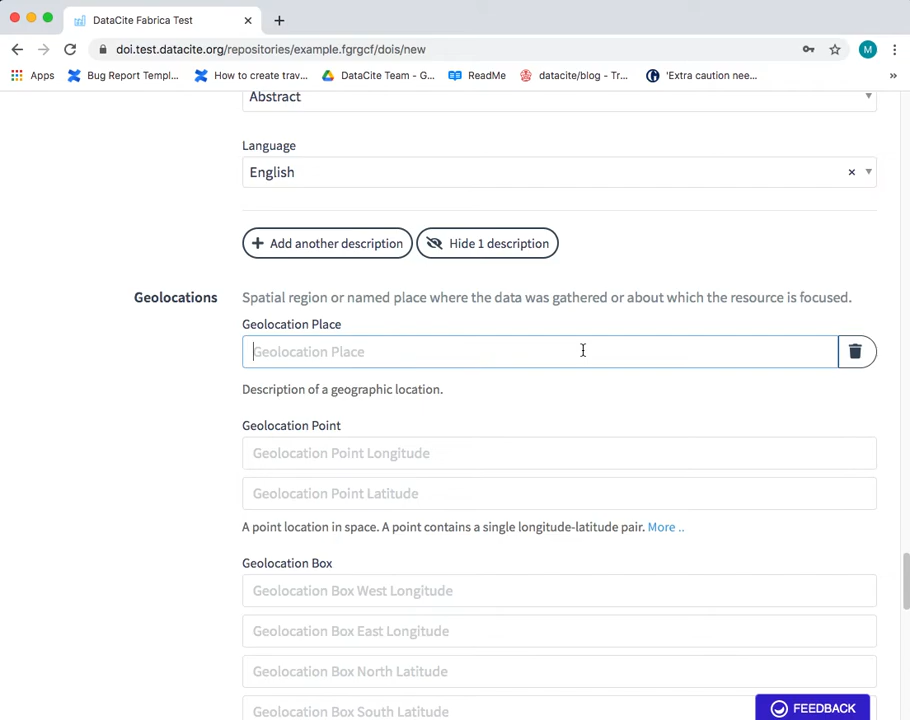 DataCite Fabrica Test
doi.test.datacite.org/repositories/example.fgrgcf/dois/new
M
Apps
Bug Report Templ...
How to create trav...
DataCite Team - G...
ReadMe
datacite/blog - Tr...
'Extra caution nee...
Abstract
Language
English
Add another description
Hide 1 description
Geolocations
Spatial region or named place where the data was gathered or about which the resource is focused.
Geolocation Place
Geolocation Place
Description of a geographic location.
Geolocation Point
Geolocation Point Longitude
Geolocation Point Latitude
A point location in space. A point contains a single longitude-latitude pair. More ..
Geolocation Box
Geolocation Box West Longitude
Geolocation Box East Longitude
Geolocation Box North Latitude
Geolocation Box South Latitude
FEEDBACK